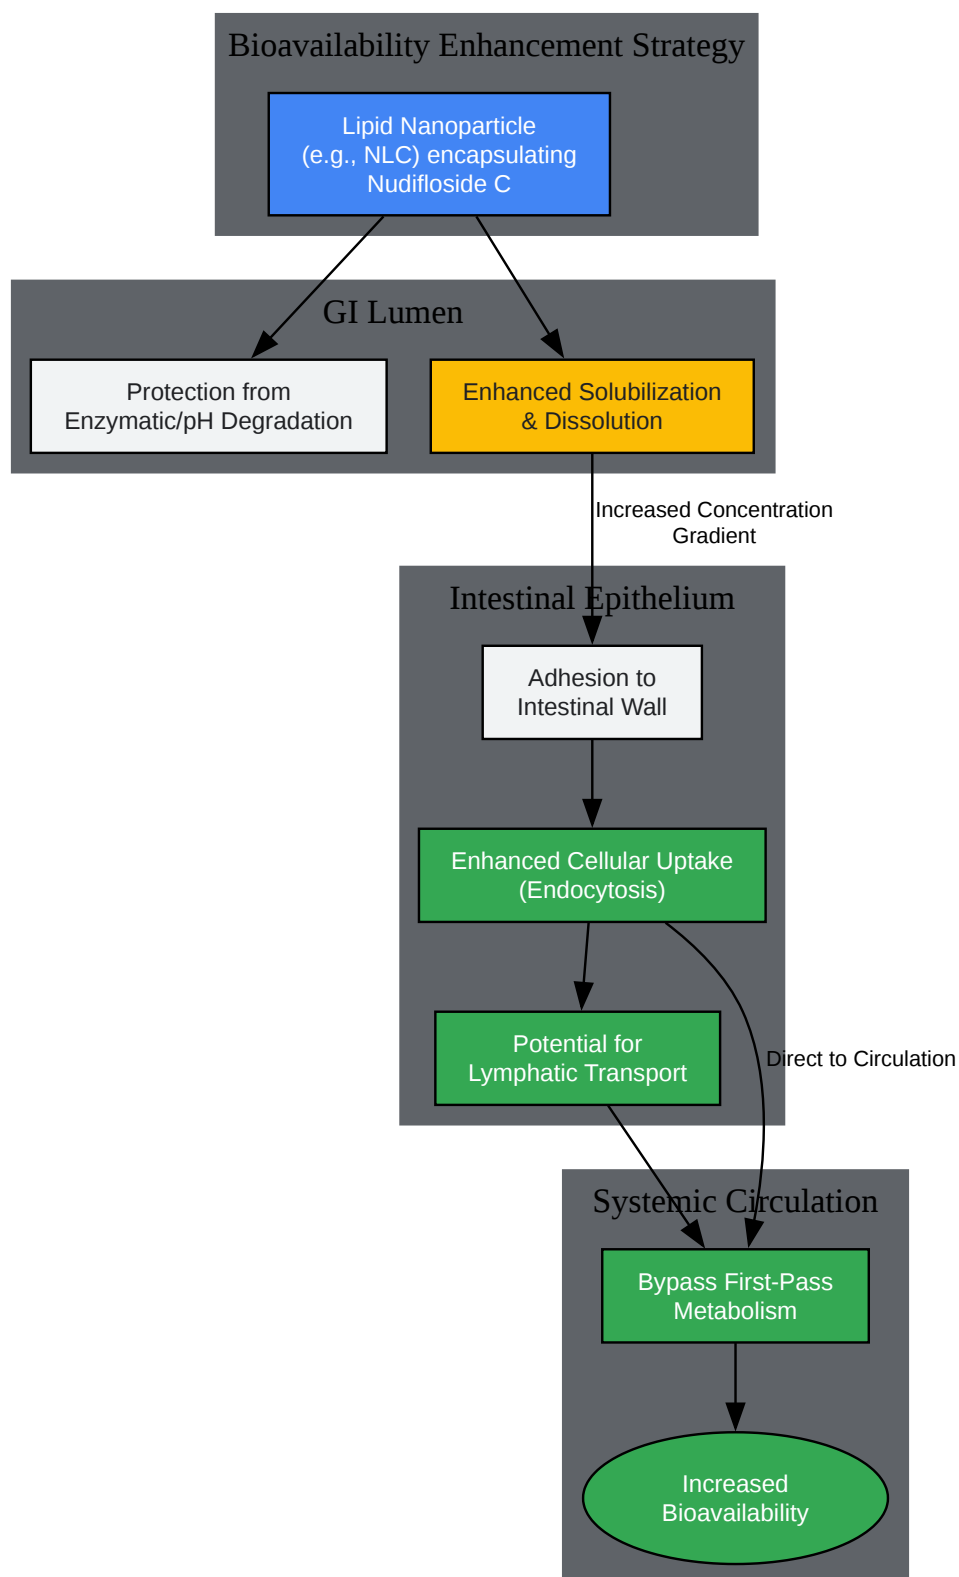 Bioavailability Enhancement Strategy
Lipid Nanoparticle
(e.g., NLC) encapsulating
Nudifloside C
GI Lumen
Protection from
Enzymatic/pH Degradation
Enhanced Solubilization
& Dissolution
Increased Concentration
Gradient
Intestinal Epithelium
Adhesion to
Intestinal Wall
Enhanced Cellular Uptake
(Endocytosis)
Potential for
Lymphatic Transport
Direct to Circulation
Systemic Circulation
Bypass First-Pass
Metabolism
Increased
Bioavailability